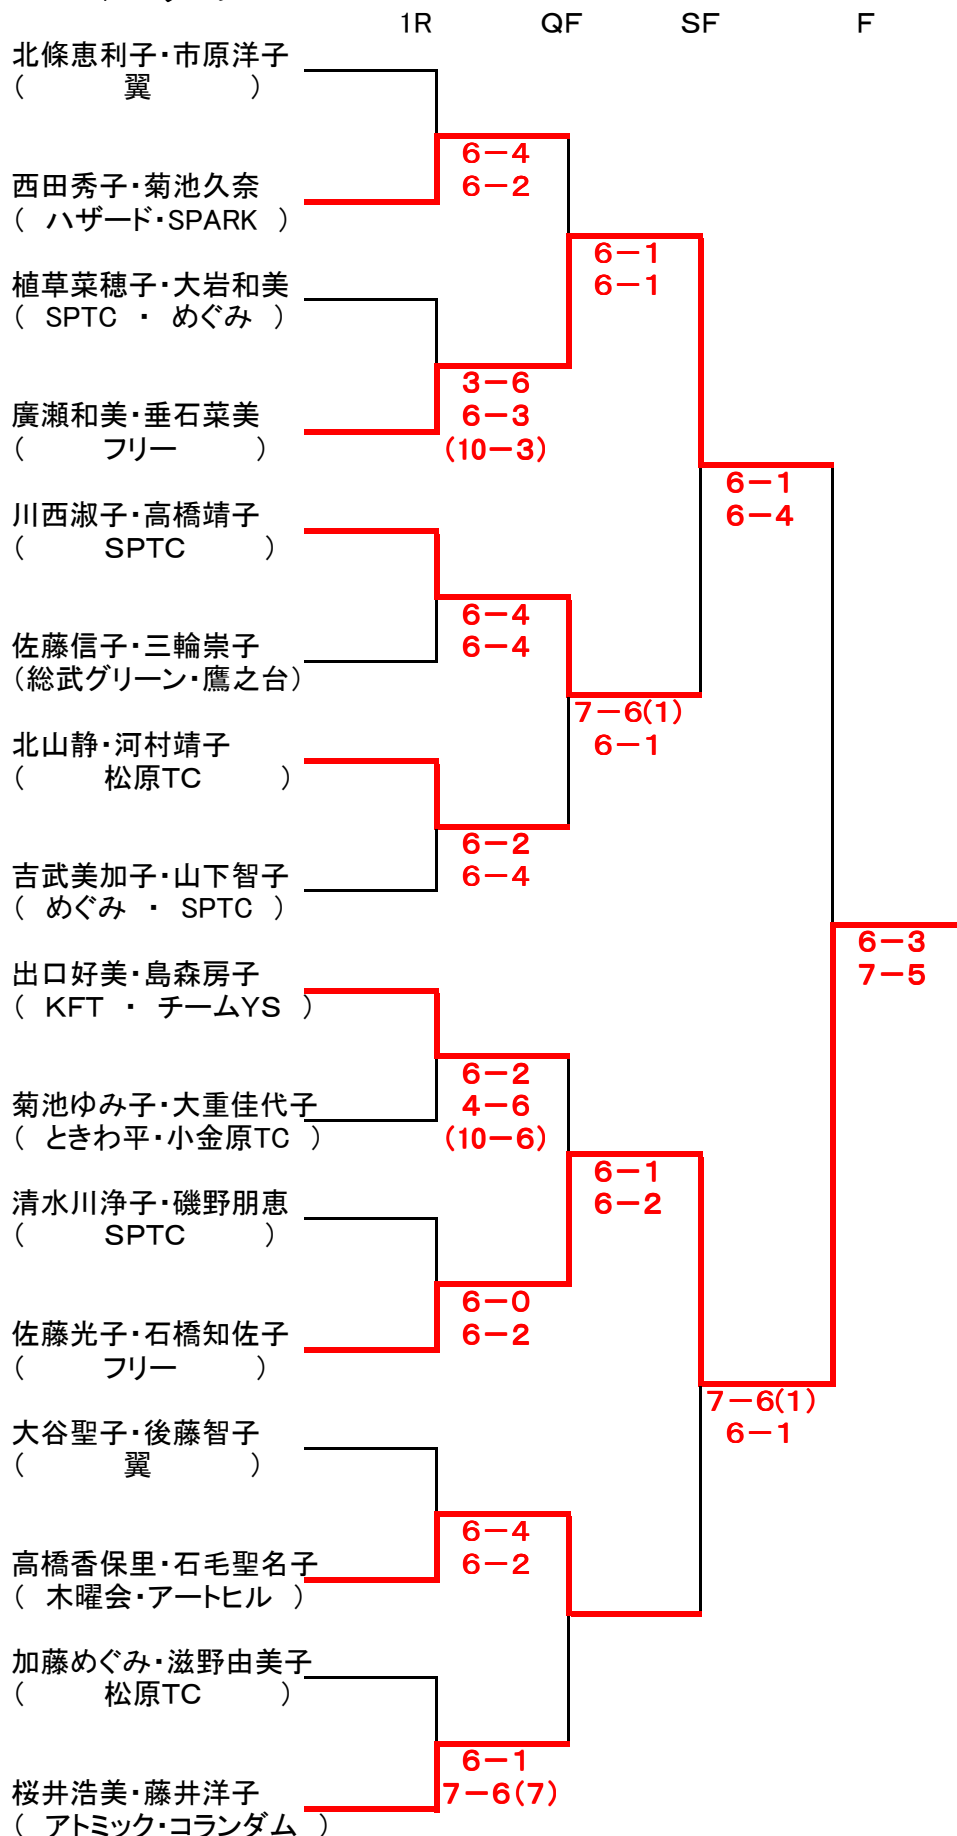 1R QF SF F
北條恵利子・市原洋子
( 翼 )
6-4
6-2
西田秀子・菊池久奈
( ハザード・SPARK )
6-1
6-1
植草菜穂子・大岩和美
( SPTC ・ めぐみ )
3-6
6-3
(10-3)
廣瀬和美・垂石菜美
( フリー )
6-1
6-4
川西淑子・高橋靖子
( SPTC )
6-4
6-4
佐藤信子・三輪崇子
(総武グリーン・鷹之台)
7-6(1)
6-1
北山静・河村靖子
( 松原TC )
6-2
6-4
吉武美加子・山下智子
( めぐみ ・ SPTC )
6-3
7-5
出口好美・島森房子
( KFT ・ チームYS )
6-2
4-6
(10-6)
菊池ゆみ子・大重佳代子
( ときわ平・小金原TC )
6-1
6-2
清水川浄子・磯野朋恵
( SPTC )
6-0
6-2
佐藤光子・石橋知佐子
( フリー )
7-6(1)
6-1
大谷聖子・後藤智子
( 翼 )
6-4
6-2
高橋香保里・石毛聖名子
( 木曜会・アートヒル )
加藤めぐみ・滋野由美子
( 松原TC )
6-1
7-6(7)
桜井浩美・藤井洋子
( アトミック・コランダム )